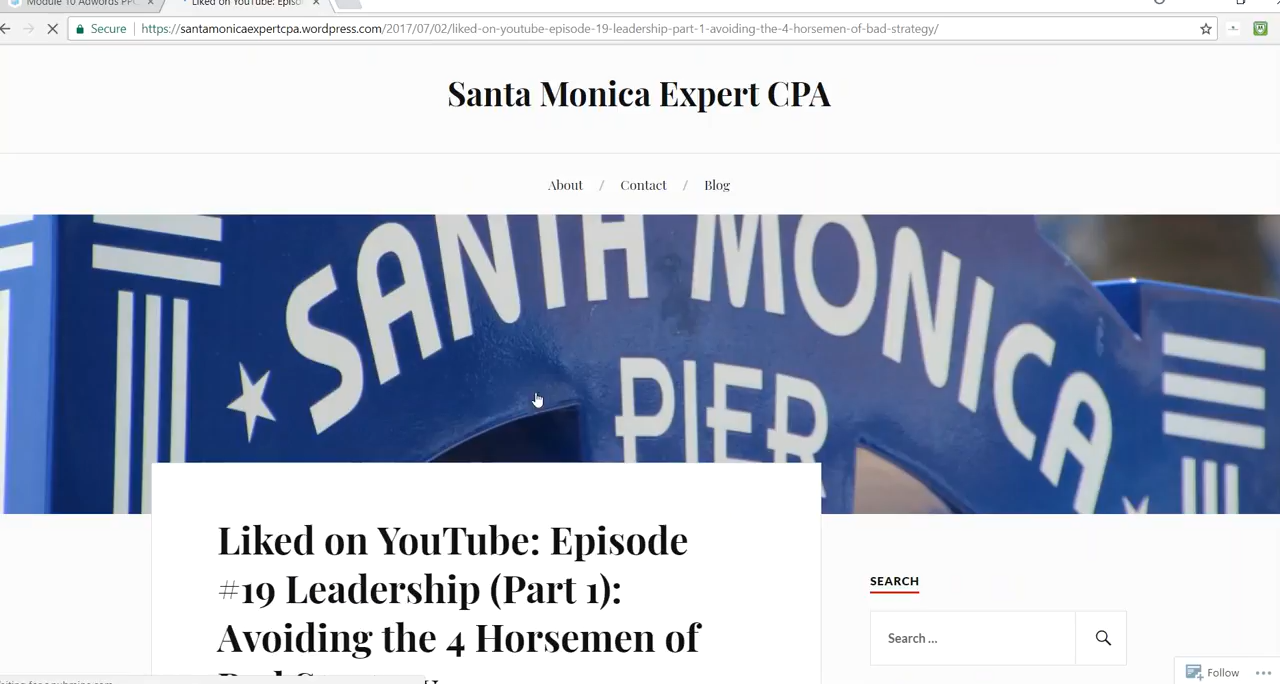 Module 10 Adwords PPC
Liked on YouTube: Episo
Secure
https://santamonicaexpertcpa.wordpress.com/2017/07/02/liked-on-youtube-episode-19-leadership-part-1-avoiding-the-4-horsemen-of-bad-strategy/
Santa Monica Expert CPA
About / Contact / Blog
SANTA MONICA
PIER
Liked on YouTube: Episode
#19 Leadership (Part 1):
Avoiding the 4 Horsemen of
SEARCH
Search ...
Follow